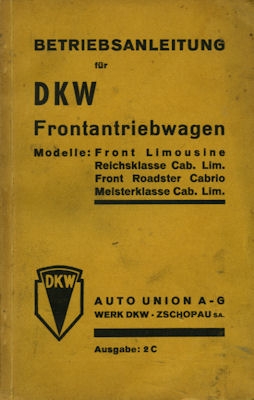 BETRIEBSANLEITUNG
für
DKW
Frontantriebwagen
Modelle: Front Limousine
Reichsklasse Cab. Lim.
Front Roadster Cabrio
Meisterklasse Cab. Lim.
DKW
AUTO UNION A-G
WERK DKW - ZSCHOPAU SA.
Ausgabe: 2 C